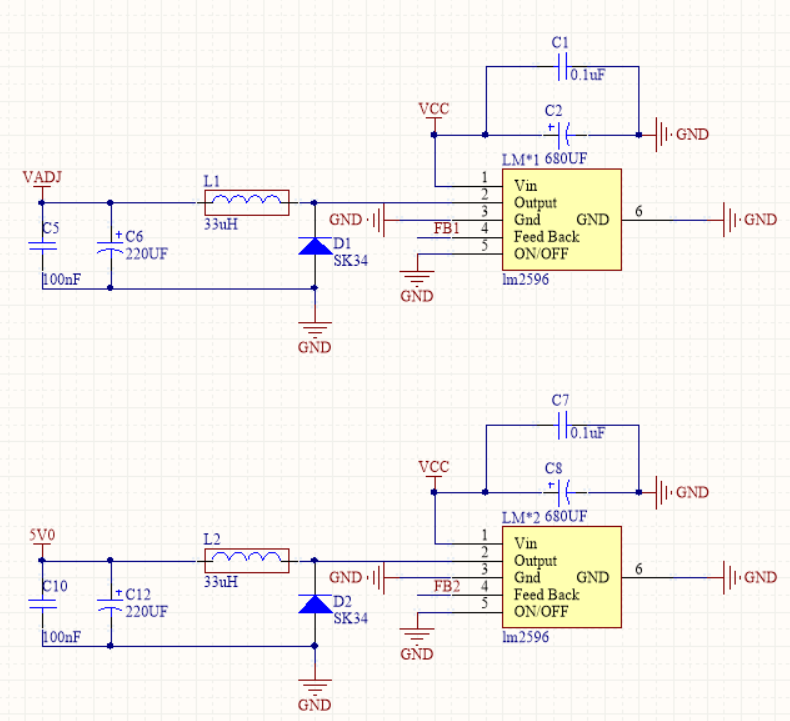 C1
0.1uF
VCC
C2
680UF
GND
LM*1
VADJ
L1
33uH
1
Vin
2
Output
GND
3
Gnd
GND
6
GND
FB1
4
Feed Back
5
ON/OFF
C5
C6
220UF
D1
SK34
100nF
GND
lm2596
GND
C7
0.1uF
VCC
C8
680UF
GND
LM*2
5V0
L2
33uH
1
Vin
2
Output
GND
3
Gnd
GND
6
GND
FB2
4
Feed Back
5
ON/OFF
C10
C12
220UF
D2
SK34
100nF
GND
lm2596
GND